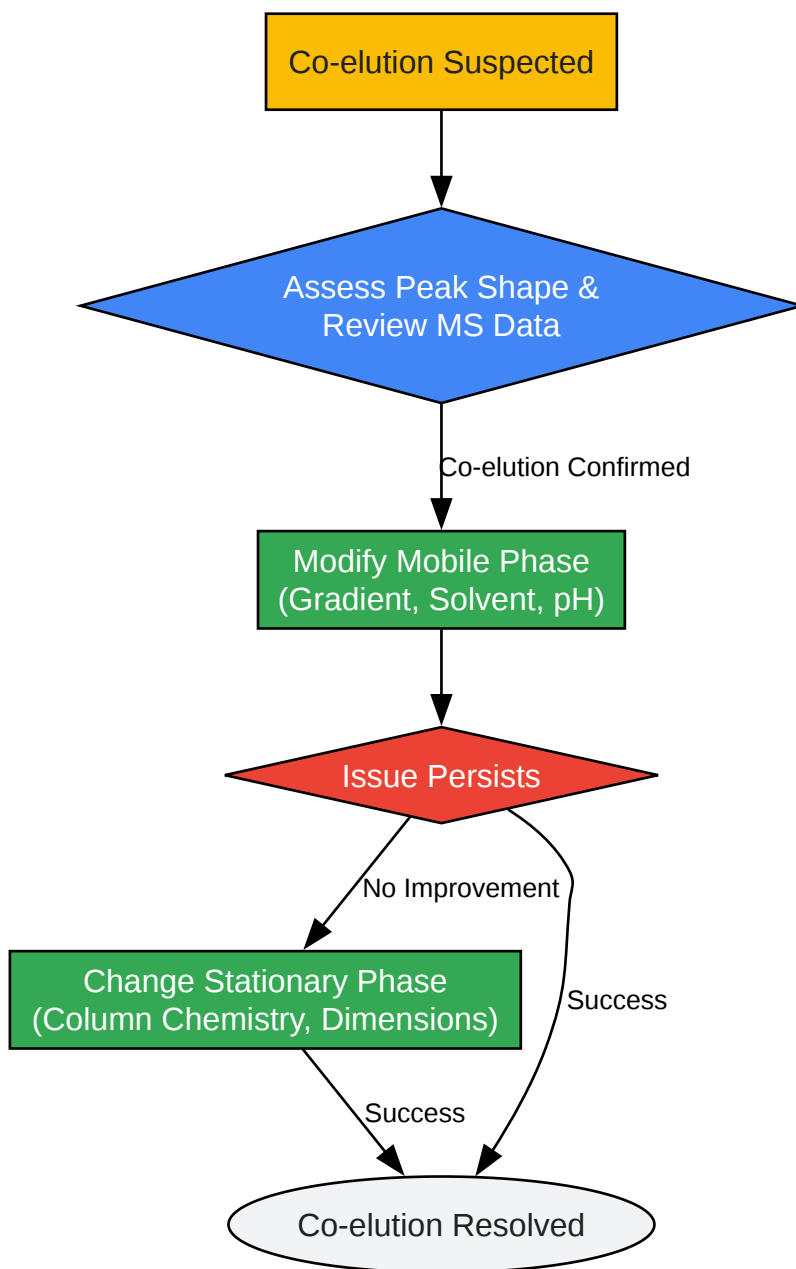 Co-elution Suspected
Assess Peak Shape &
Review MS Data
Co-elution Confirmed
Modify Mobile Phase
(Gradient, Solvent, pH)
Issue Persists
No Improvement
Change Stationary Phase
(Column Chemistry, Dimensions)
Success
Success
Co-elution Resolved